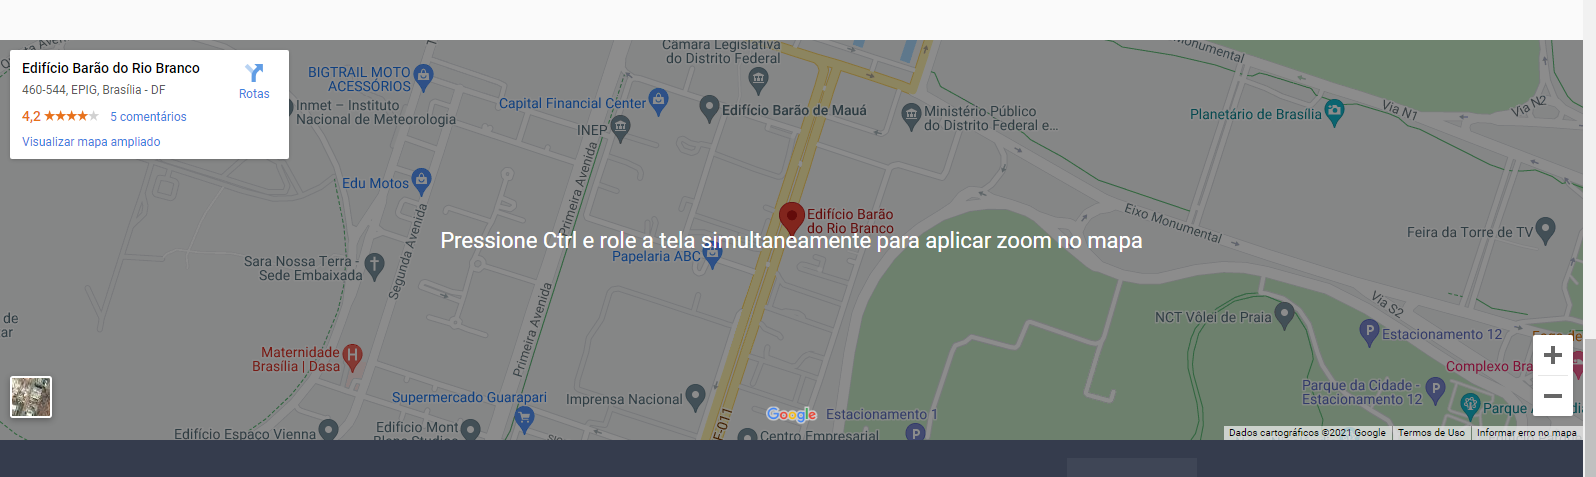 Edifício Barão do Rio Branco
460-544, EPIG, Brasília - DF
4,2
5 comentários
Visualizar mapa ampliado
Rotas
BIGTRAIL MOTO
ACESSÓRIOS
Inmet – Instituto
Nacional de Meteorologia
Capital Financial Center
INEP
Câmara Legislativa
do Distrito Federal
Edifício Barão de Mauá
Ministério Público
do Distrito Federal e...
Planetário de Brasília
Monumental
Via N1
Via N2
Edu Motos
Primeira Avenida
Segunda Avenida
Edifício Barão
do Rio Branco
Eixo Monumental
Feira da Torre de TV
Pressione Ctrl e role a tela simultaneamente para aplicar zoom no mapa
Papelaria ABC
Sara Nossa Terra -
Sede Embaixada
de
ar
Primeira Avenida
Via S2
NCT Vôlei de Praia
Estacionamento 12
Maternidade
Brasília | Dasa
H
Complexo Bra
Parque da Cidade -
Estacionamento 12
Parque A
Supermercado Guarapari
Imprensa Nacional
Google
Estacionamento 1
F-011
Edifício Espaço Vienna
Edificio Mont
Centro Empresarial
Dados cartográficos ©2021 Google
Termos de Uso
Informar erro no mapa